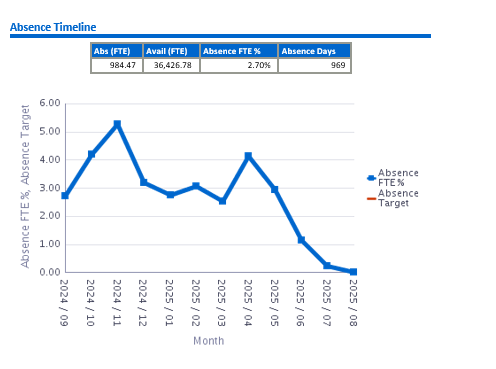 Absence Timeline
Abs (FTE) Avail (FTE) Absence FTE % Absence Days
984.47 36,426.78 2.70% 969
6.00
5.00
4.00
3.00
2.00
1.00
0.00
Absence FTE %, Absence Target
2024 / 09
2024 / 10
2024 / 11
2024 / 12
2025 / 01
2025 / 02
2025 / 03
2025 / 04
2025 / 05
2025 / 06
2025 / 07
2025 / 08
Month
Absence
FTE %
Absence
Target